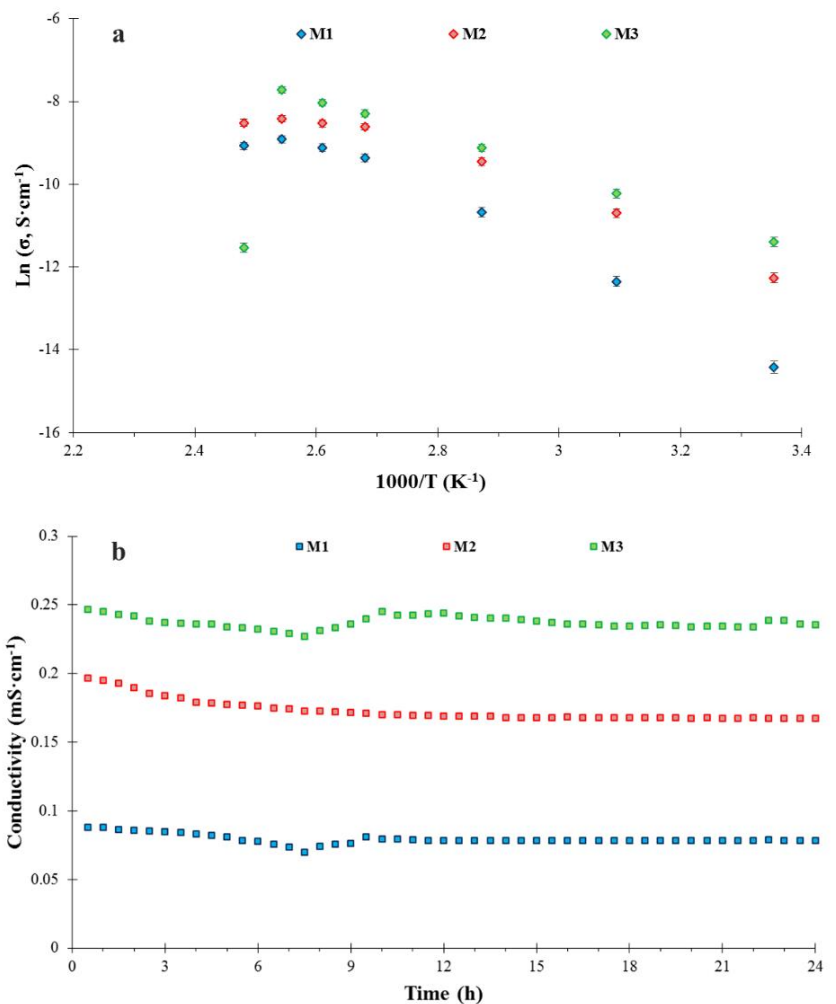 a
M1 M2 M3
-6
-8
-10
-12
-14
-16
Ln (σ, S·cm⁻¹)
2.2 2.4 2.6 2.8 3 3.2 3.4
1000/T (K⁻¹)
b
M1 M2 M3
0.3
0.25
0.2
0.15
0.1
0.05
0
Conductivity (mS·cm⁻¹)
0 3 6 9 12 15 18 21 24
Time (h)